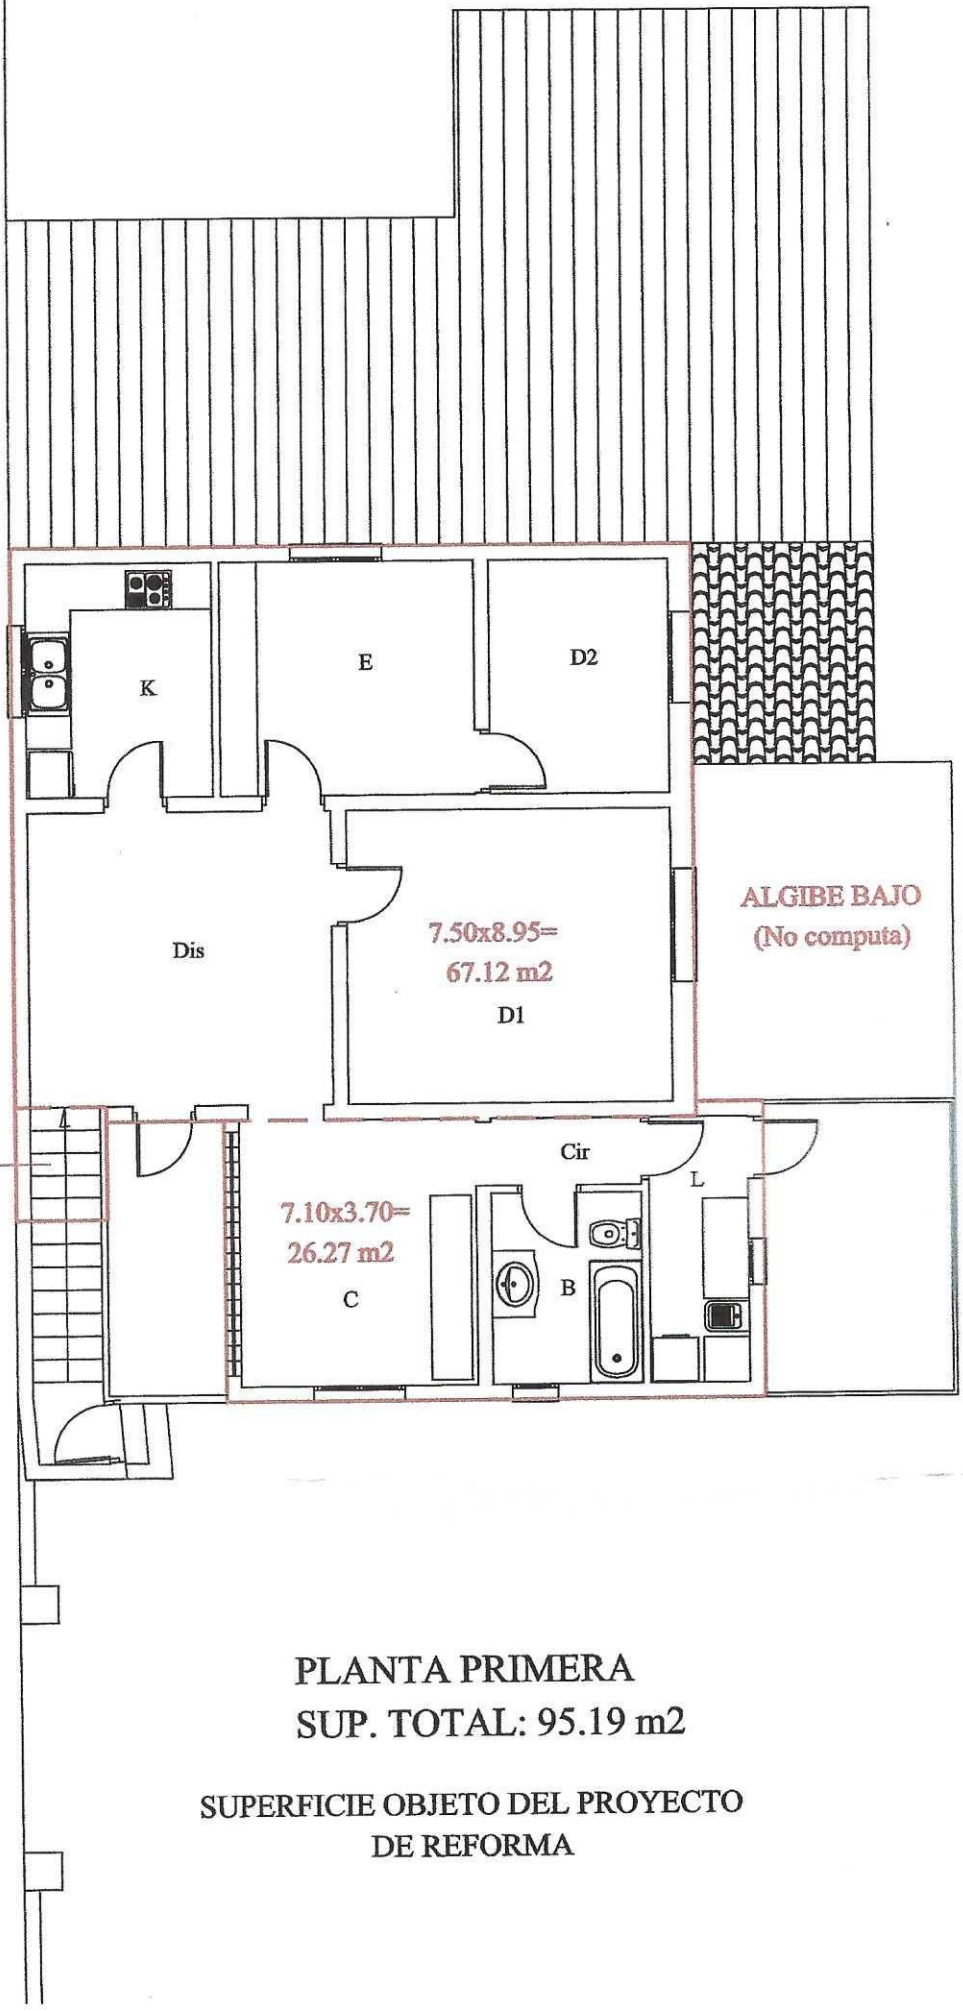 K
E
D2
Dis
7.50x8.95=
67.12 m2
D1
ALGIBE BAJO
(No computa)
Cir
L
7.10x3.70=
26.27 m2
C
B
PLANTA PRIMERA
SUP. TOTAL: 95.19 m2
SUPERFICIE OBJETO DEL PROYECTO
DE REFORMA